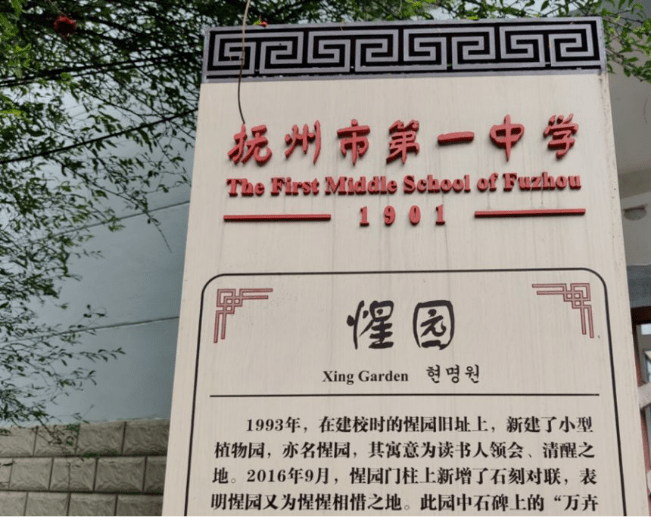 抚州市第一中学
The First Middle School of Fuzhou
1901
惺园
Xing Garden 현명원
1993年，在建校时的惺园旧址上，新建了小型
植物园，亦名惺园，其寓意为读书人领会、清醒之
地。2016年9月，惺园门柱上新增了石刻对联，表
明惺园又为惺惺相惜之地。此园中石碑上的“万卉